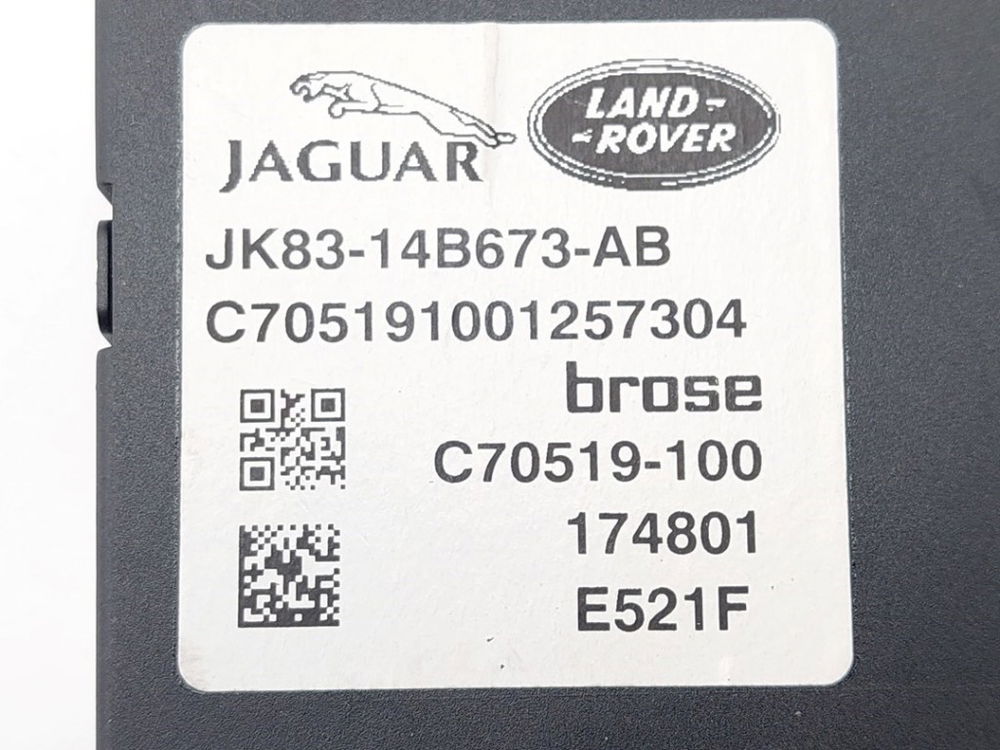 JAGUAR
LAND-
-ROVER
JK83-14B673-AB
C705191001257304
brose
C70519-100
174801
E521F